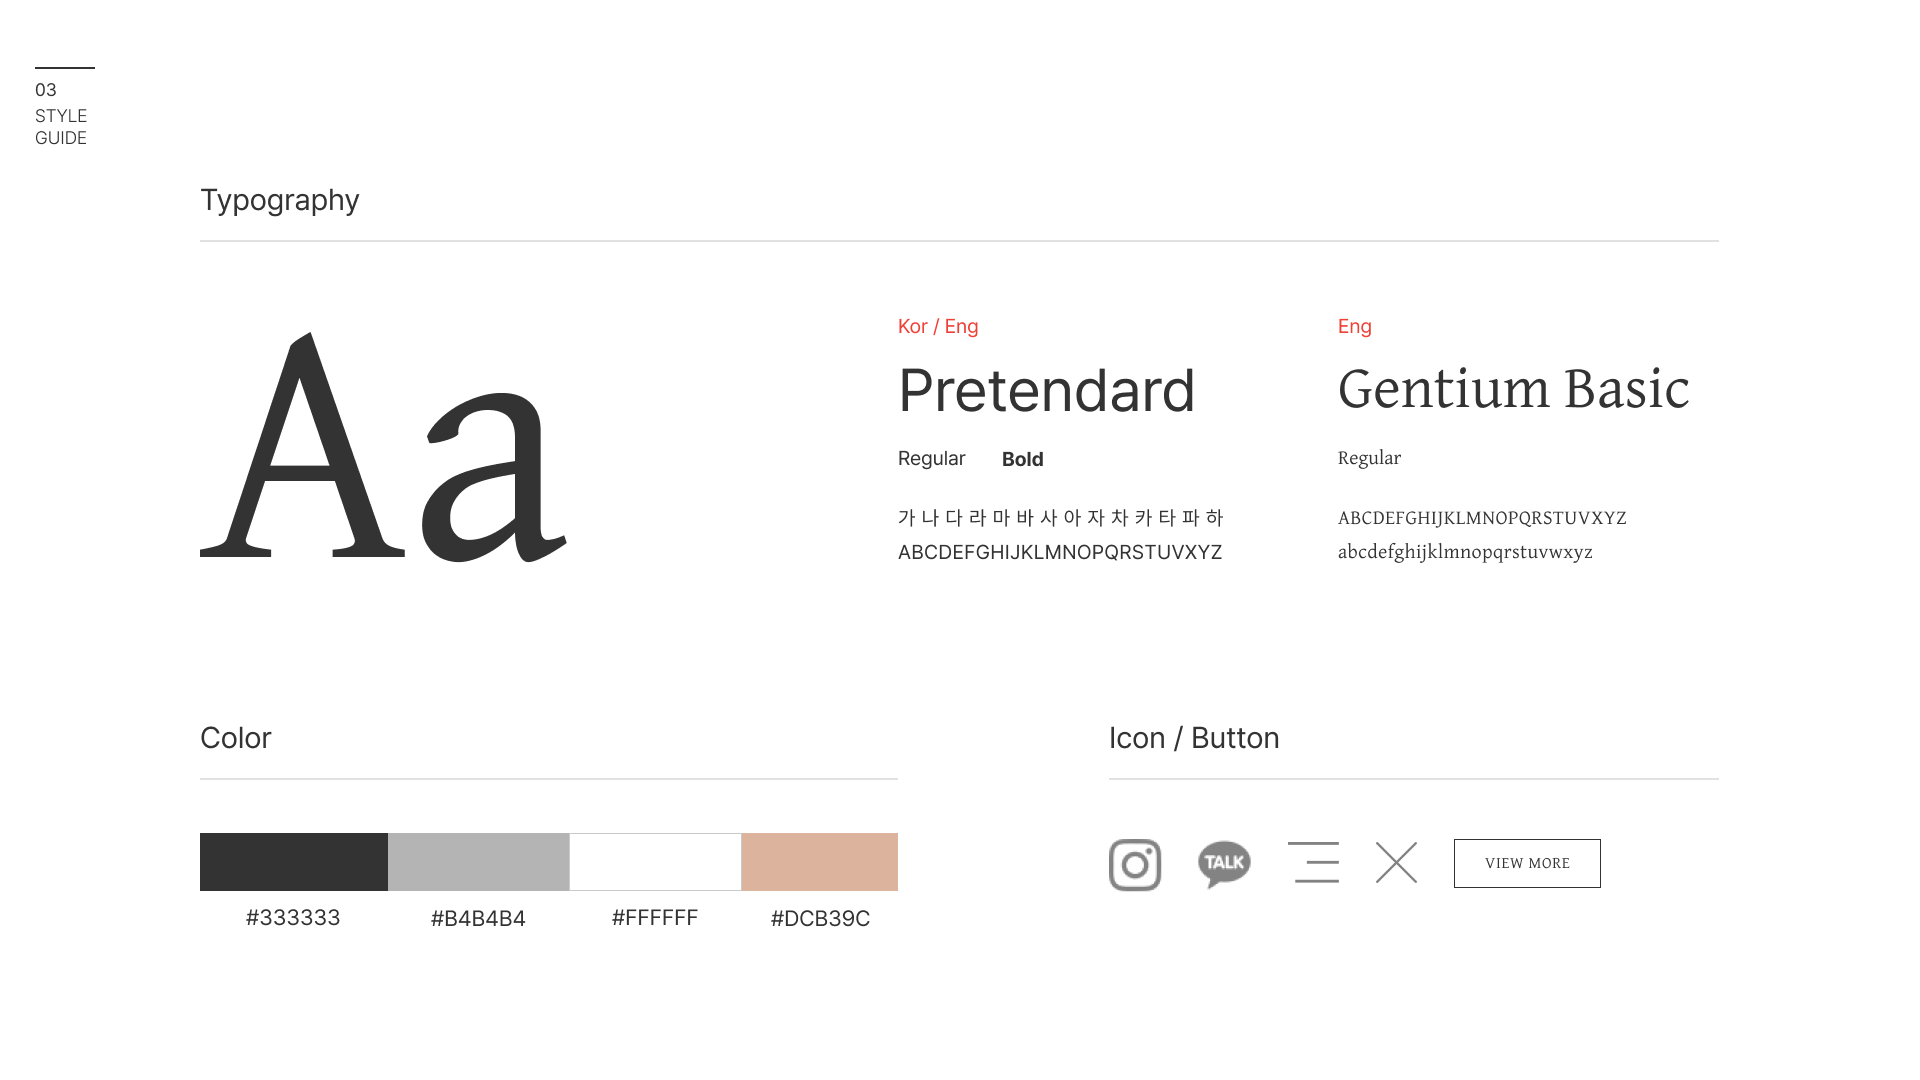 03
STYLE
GUIDE
Typography
Aa
Kor / Eng
Pretendard
Regular Bold
가 나 다 라 마 바 사 아 자 차 카 타 파 하
ABCDEFGHIJKLMNOPQRSTUVXYZ
Eng
Gentium Basic
Regular
ABCDEFGHIJKLMNOPQRSTUVXYZ
abcdefghijklmnopqrstuvwxyz
Color
#333333 #B4B4B4 #FFFFFF #DCB39C
Icon / Button
TALK
VIEW MORE